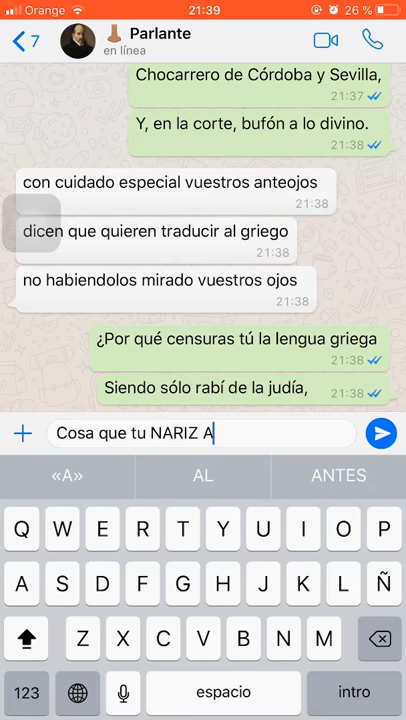 Orange 21:39 26 %
7 Parlante
en línea
Chocarrero de Córdoba y Sevilla,
21:37
Y, en la corte, bufón a lo divino.
21:38
con cuidado especial vuestros anteojos
21:38
dicen que quieren traducir al griego
21:38
no habiendolos mirado vuestros ojos
21:38
¿Por qué censuras tú la lengua griega
21:38
Siendo sólo rabí de la judía,
21:38
Cosa que tu NARIZ A
«A» AL ANTES
Q W E R T Y U I O P
A S D F G H J K L Ñ
Z X C V B N M
123 espacio intro